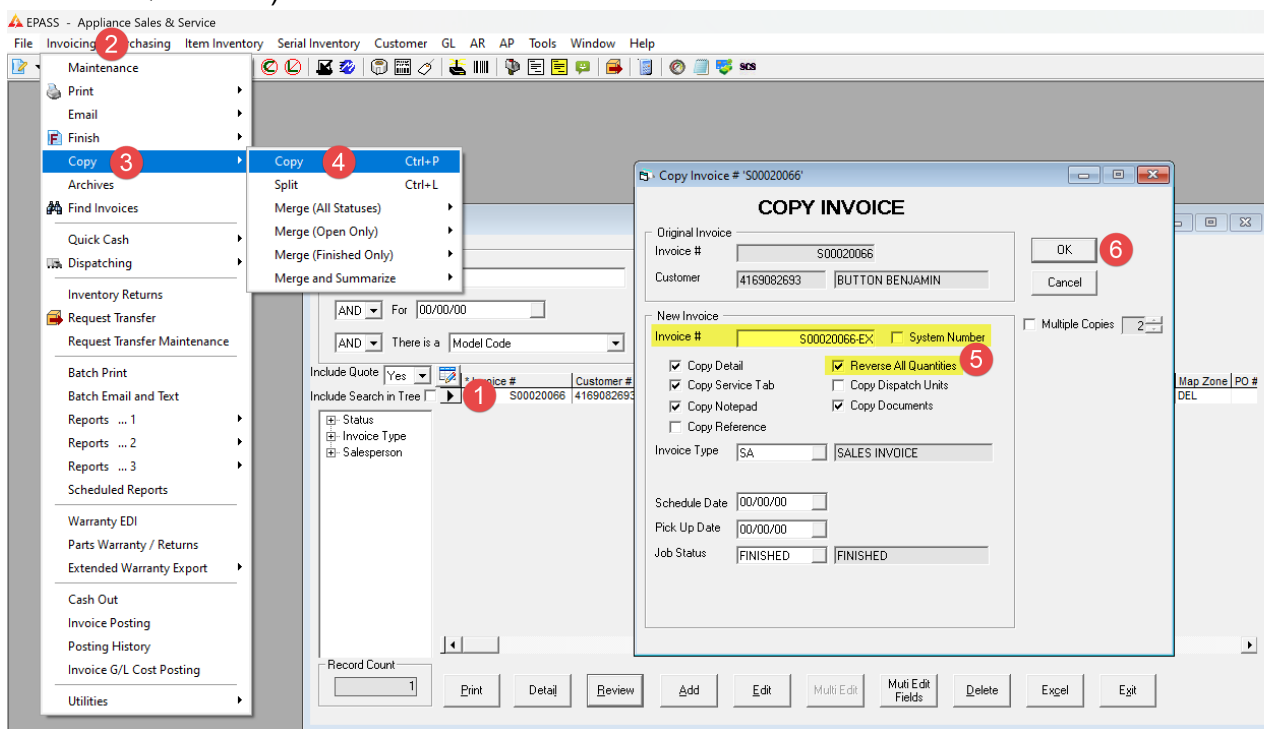 EPASS - Appliance Sales & Service
File Invoicing 2 chasing Item Inventory Serial Inventory Customer GL AR AP Tools Window Help
SCS
Maintenance
Print
Email
Finish
Copy 3
Archives
Find Invoices
Quick Cash
Dispatching
Inventory Returns
Request Transfer
Request Transfer Maintenance
Batch Print
Batch Email and Text
Reports ... 1
Reports ... 2
Reports ... 3
Scheduled Reports
Warranty EDI
Parts Warranty / Returns
Extended Warranty Export
Cash Out
Invoice Posting
Posting History
Invoice G/L Cost Posting
Utilities
Copy 4 Ctrl+P
Split Ctrl+L
Merge (All Statuses)
Merge (Open Only)
Merge (Finished Only)
Merge and Summarize
AND For 00/00/00
AND There is a Model Code
Include Quote Yes
Include Search in Tree
Invoice # Customer # Map Zone PO #
1 S00020066 4169082693 DEL
Status
Invoice Type
Salesperson
Record Count
1
Print Detail Review Add Edit Multi Edit Muti Edit Fields Delete Excel Exit
Copy Invoice # 'S00020066'
COPY INVOICE
Original Invoice
Invoice # S00020066
Customer 4169082693 BUTTON BENJAMIN
OK 6
Cancel
Multiple Copies 2
New Invoice
Invoice # S00020066-EX System Number
Copy Detail Reverse All Quantities 5
Copy Service Tab Copy Dispatch Units
Copy Notepad Copy Documents
Copy Reference
Invoice Type SA SALES INVOICE
Schedule Date 00/00/00
Pick Up Date 00/00/00
Job Status FINISHED FINISHED